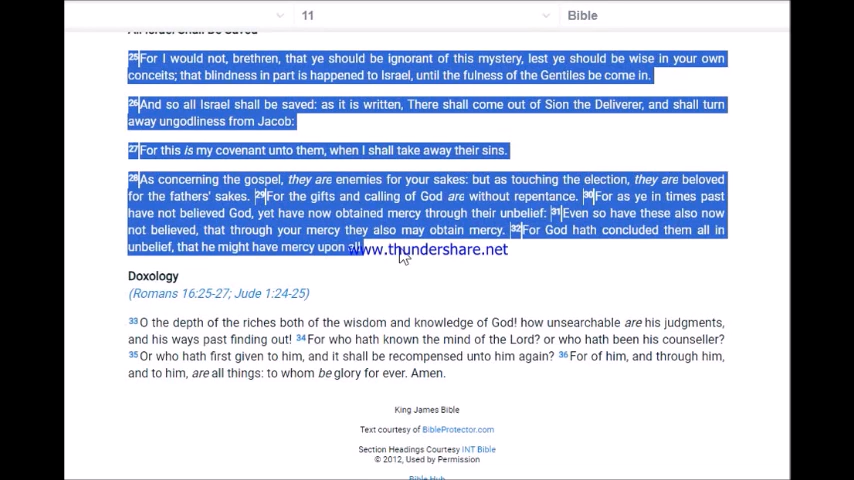 11
Bible
All Israel Shall Be Saved
25For I would not, brethren, that ye should be ignorant of this mystery, lest ye should be wise in your own
conceits; that blindness in part is happened to Israel, until the fulness of the Gentiles be come in.
26And so all Israel shall be saved: as it is written, There shall come out of Sion the Deliverer, and shall turn
away ungodliness from Jacob:
27For this is my covenant unto them, when I shall take away their sins.
28As concerning the gospel, they are enemies for your sakes: but as touching the election, they are beloved
for the fathers' sakes. 29For the gifts and calling of God are without repentance. 30For as ye in times past
have not believed God, yet have now obtained mercy through their unbelief: 31Even so have these also now
not believed, that through your mercy they also may obtain mercy. 32For God hath concluded them all in
unbelief, that he might have mercy upon all.
www.thundershare.net
Doxology
(Romans 16:25-27; Jude 1:24-25)
33O the depth of the riches both of the wisdom and knowledge of God! how unsearchable are his judgments,
and his ways past finding out! 34For who hath known the mind of the Lord? or who hath been his counseller?
35Or who hath first given to him, and it shall be recompensed unto him again? 36For of him, and through him,
and to him, are all things: to whom be glory for ever. Amen.
King James Bible
Text courtesy of BibleProtector.com
Section Headings Courtesy INT Bible
© 2012, Used by Permission
Bible Hub